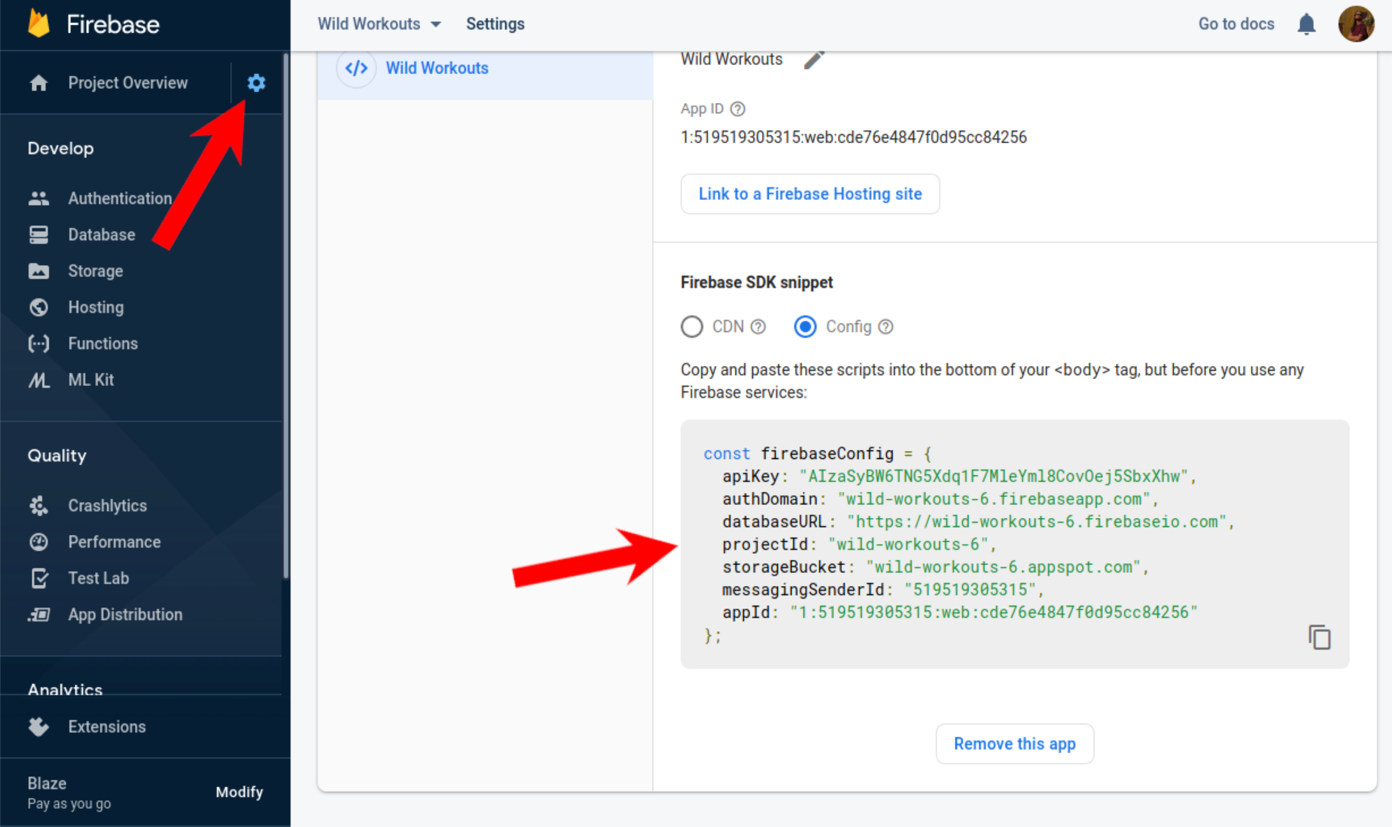 Firebase
Wild Workouts
Settings
Go to docs
Project Overview
Develop
Authentication
Database
Storage
Hosting
Functions
ML Kit
Quality
Crashlytics
Performance
Test Lab
App Distribution
Analytics
Extensions
Blaze
Pay as you go
Modify
</> Wild Workouts
Wild Workouts
App ID
1:519519305315:web:cde76e4847f0d95cc84256
Link to a Firebase Hosting site
Firebase SDK snippet
CDN
Config
Copy and paste these scripts into the bottom of your <body> tag, but before you use any
Firebase services:
const firebaseConfig = {
apiKey: "AIzaSyBW6TNG5Xdq1F7MleYml8CovOej5SbxXhw",
authDomain: "wild-workouts-6.firebaseapp.com",
databaseURL: "https://wild-workouts-6.firebaseio.com",
projectId: "wild-workouts-6",
storageBucket: "wild-workouts-6.appspot.com",
messagingSenderId: "519519305315",
appId: "1:519519305315:web:cde76e4847f0d95cc84256"
};
Remove this app